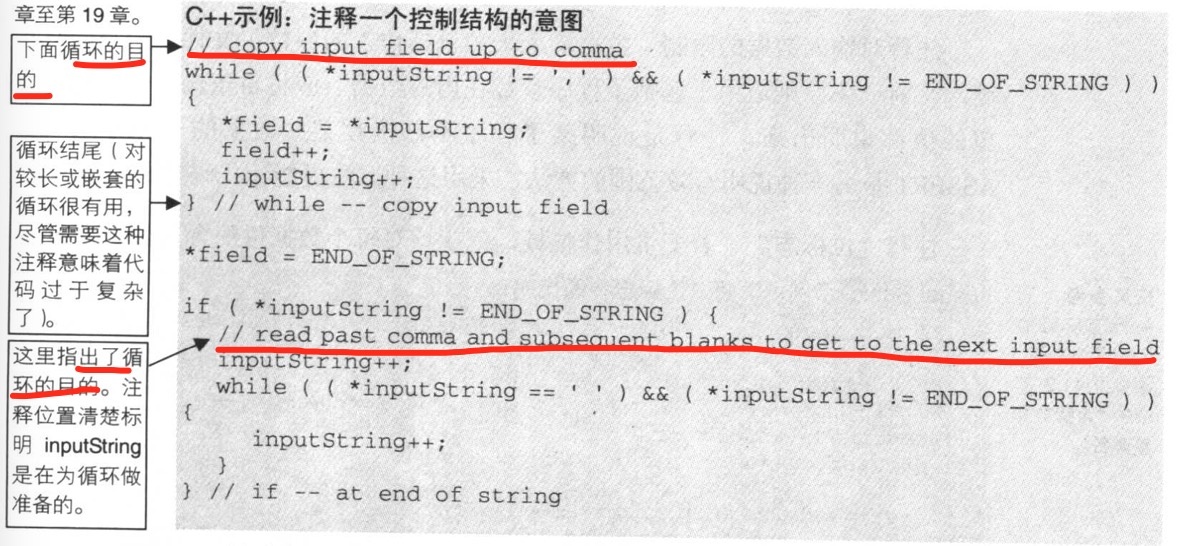 章至第 19 章。
C++示例：注释一个控制结构的意图
下面循环的目
的
// copy input field up to comma
while ( ( *inputString != ',' ) && ( *inputString != END_OF_STRING ) )
{
*field = *inputString;
field++;
inputString++;
} // while -- copy input field
循环结尾（对
较长或嵌套的
循环很有用，
尽管需要这种
注释意味着代
码过于复杂
了）。
*field = END_OF_STRING;
if ( *inputString != END_OF_STRING ) {
// read past comma and subsequent blanks to get to the next input field
inputString++;
while ( ( *inputString == ' ' ) && ( *inputString != END_OF_STRING ) )
{
inputString++;
}
} // if -- at end of string
这里指出了循
环的目的。注
释位置清楚标
明 inputString
是在为循环做
准备的。